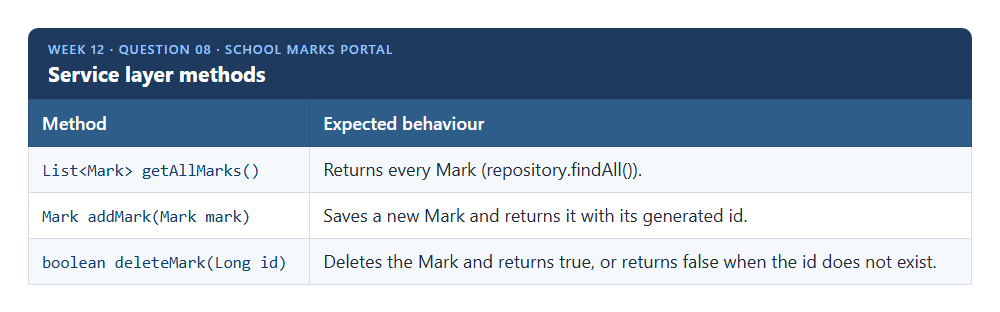 WEEK 12 · QUESTION 08 · SCHOOL MARKS PORTAL
Service layer methods
Method Expected behaviour
List<Mark> getAllMarks() Returns every Mark (repository.findAll()).
Mark addMark(Mark mark) Saves a new Mark and returns it with its generated id.
boolean deleteMark(Long id) Deletes the Mark and returns true, or returns false when the id does not exist.